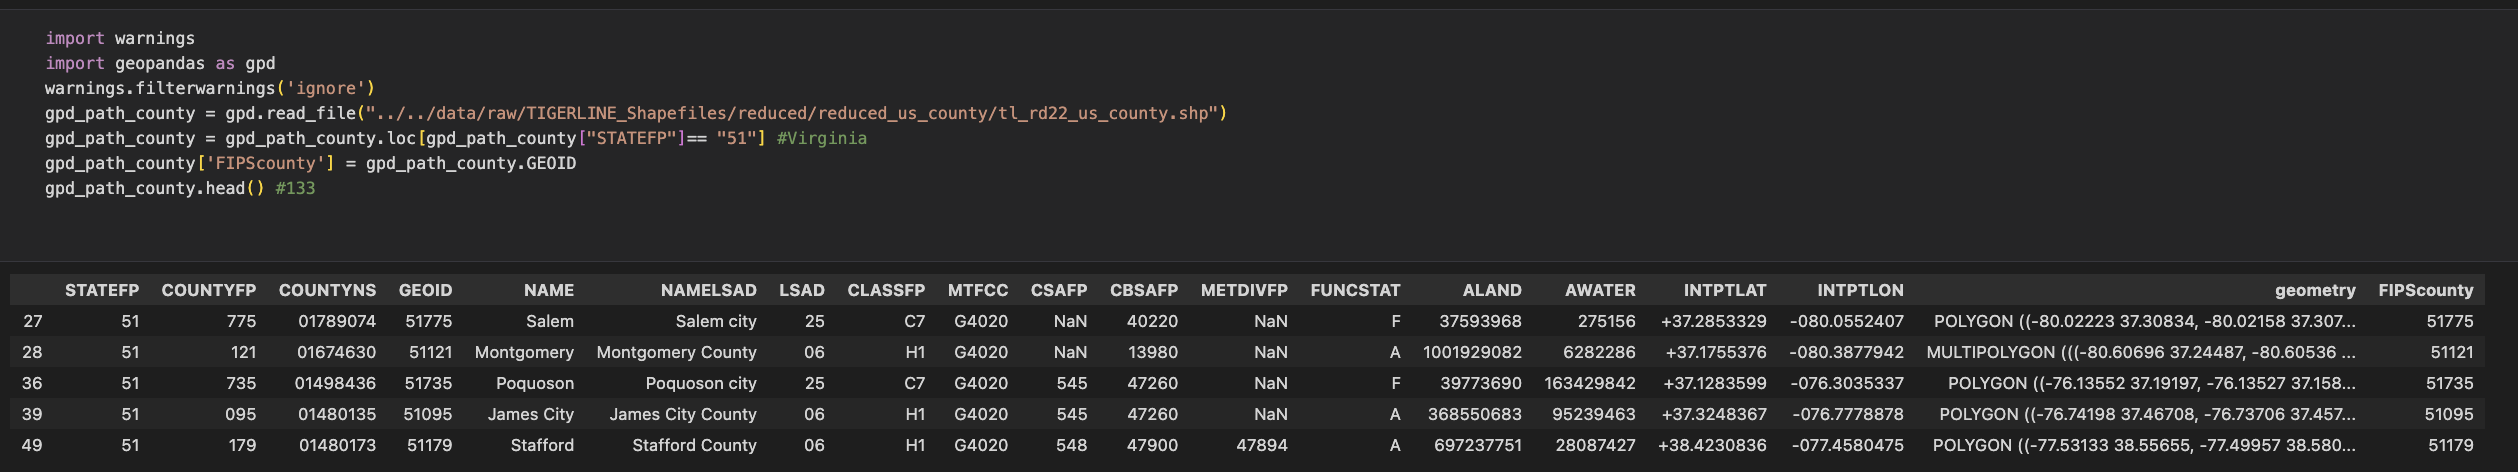 import warnings
import geopandas as gpd
warnings.filterwarnings('ignore')
gpd_path_county = gpd.read_file("../../data/raw/TIGERLINE_Shapefiles/reduced/reduced_us_county/tl_rd22_us_county.shp")
gpd_path_county = gpd_path_county.loc[gpd_path_county["STATEFP"]== "51"] #Virginia
gpd_path_county['FIPScounty'] = gpd_path_county.GEOID
gpd_path_county.head() #133
STATEFP COUNTYFP COUNTYNS GEOID NAME NAMELSAD LSAD CLASSFP MTFCC CSAFP CBSAFP METDIVFP FUNCSTAT ALAND AWATER INTPTLAT INTPTLON geometry FIPScounty
27 51 775 01789074 51775 Salem Salem city 25 C7 G4020 NaN 40220 NaN F 37593968 275156 +37.2853329 -080.0552407 POLYGON ((-80.02223 37.30834, -80.02158 37.307... 51775
28 51 121 01674630 51121 Montgomery Montgomery County 06 H1 G4020 NaN 13980 NaN A 1001929082 6282286 +37.1755376 -080.3877942 MULTIPOLYGON (((-80.60696 37.24487, -80.60536 ... 51121
36 51 735 01498436 51735 Poquoson Poquoson city 25 C7 G4020 545 47260 NaN F 39773690 163429842 +37.1283599 -076.3035337 POLYGON ((-76.13552 37.19197, -76.13527 37.158... 51735
39 51 095 01480135 51095 James City James City County 06 H1 G4020 545 47260 NaN A 368550683 95239463 +37.3248367 -076.7778878 POLYGON ((-76.74198 37.46708, -76.73706 37.457... 51095
49 51 179 01480173 51179 Stafford Stafford County 06 H1 G4020 548 47900 47894 A 697237751 28087427 +38.4230836 -077.4580475 POLYGON ((-77.53133 38.55655, -77.49957 38.580... 51179